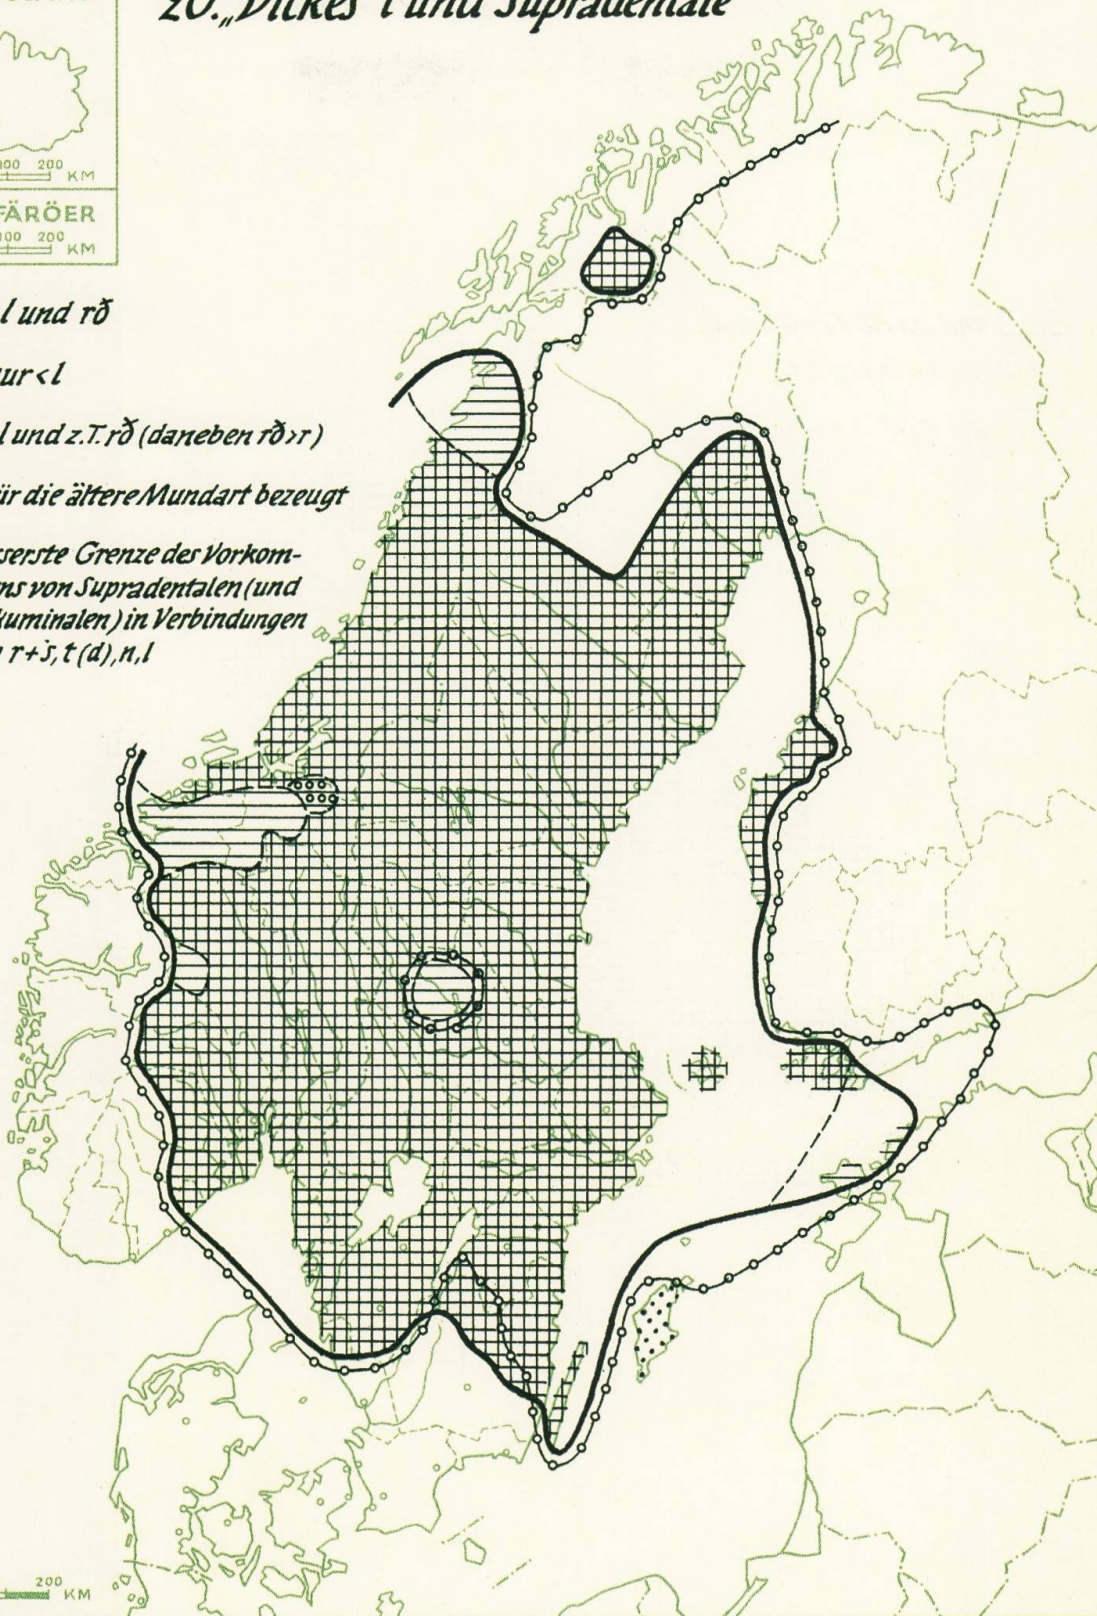 20. „Dickes" l und Supradentale
100 200 KM
FÄRÖER
100 200 KM
l und rð
ur < l
l und z.T. rð (daneben rð > r)
ür die ältere Mundart bezeugt
sserste Grenze des Vorkom-
ns von Supradentalen (und
kuminalen) in Verbindungen
r + s, t (d), n, l
200 KM